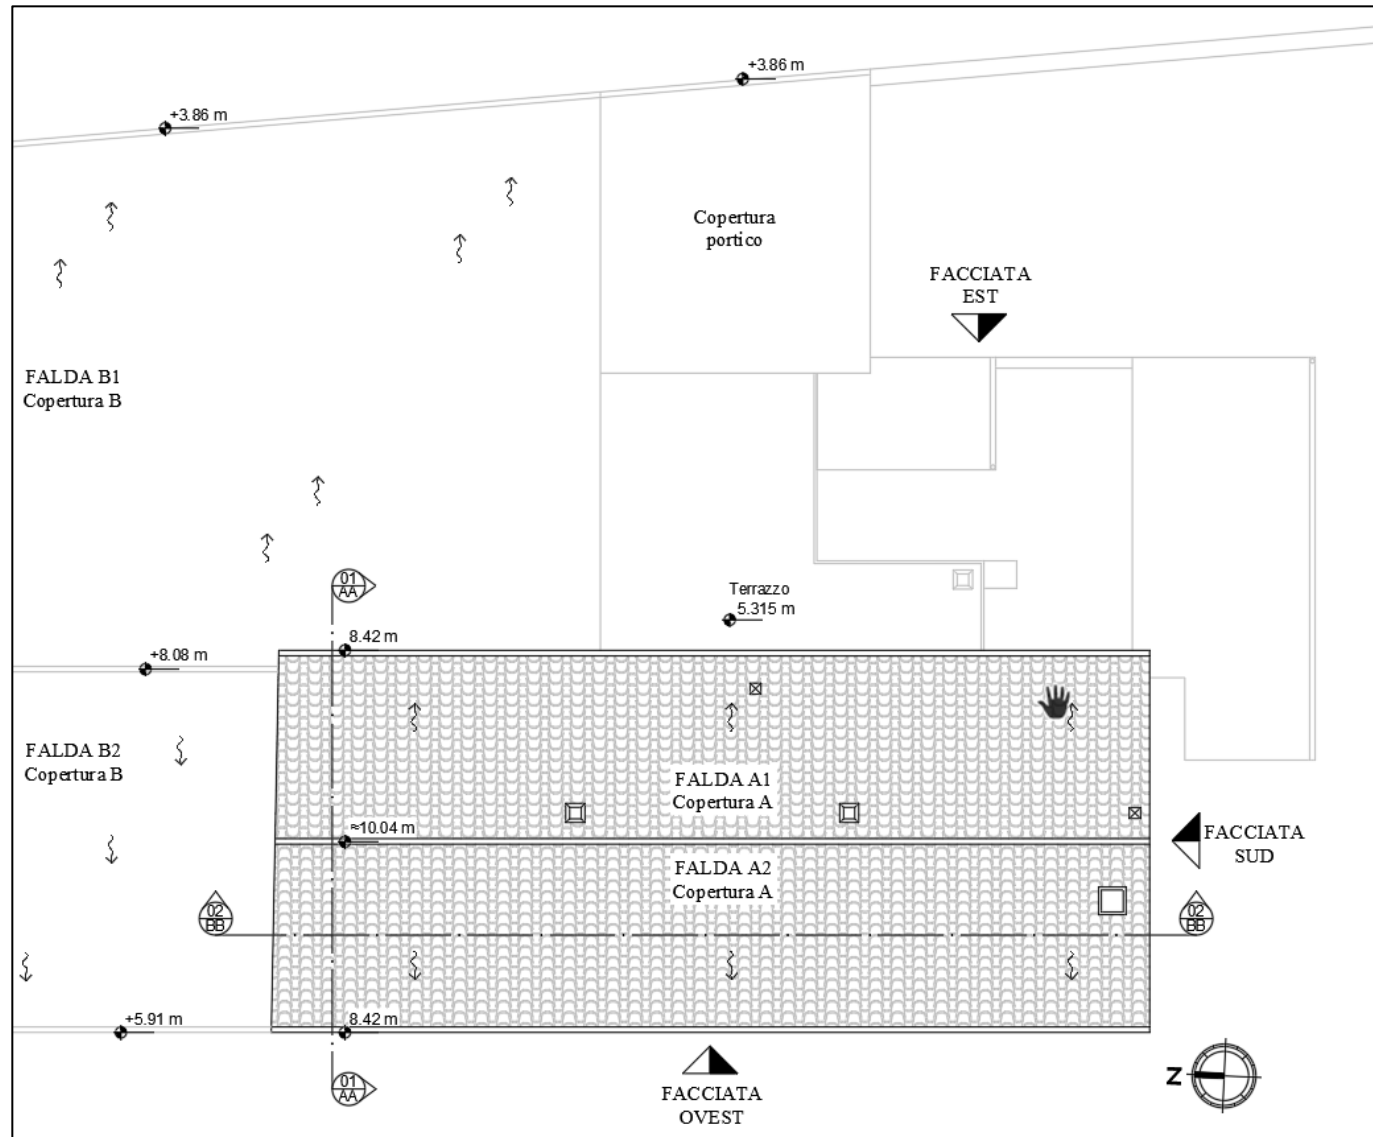 +3.86 m
+3.86 m
Copertura
portico
FACCIATA
EST
FALDA B1
Copertura B
01
AA
Terrazzo
5.315 m
8.42 m
+8.08 m
FALDA B2
Copertura B
FALDA A1
Copertura A
≈10.04 m
FACCIATA
SUD
FALDA A2
Copertura A
02
BB
02
BB
+5.91 m
8.42 m
01
AA
FACCIATA
OVEST
Z